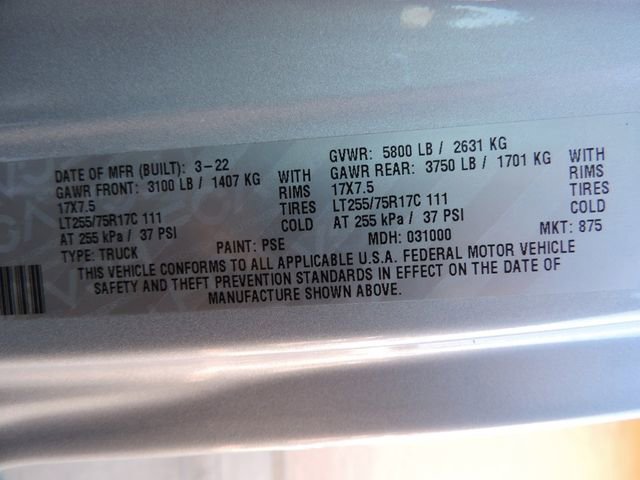 DATE OF MFR (BUILT): 3-22 GVWR: 5800 LB / 2631 KG
GAWR FRONT: 3100 LB / 1407 KG WITH GAWR REAR: 3750 LB / 1701 KG WITH
17X7.5 RIMS 17X7.5 RIMS
LT255/75R17C 111 TIRES LT255/75R17C 111 TIRES
AT 255 kPa / 37 PSI COLD AT 255 kPa / 37 PSI COLD
TYPE: TRUCK PAINT: PSE MDH: 031000 MKT: 875
THIS VEHICLE CONFORMS TO ALL APPLICABLE U.S.A. FEDERAL MOTOR VEHICLE
SAFETY AND THEFT PREVENTION STANDARDS IN EFFECT ON THE DATE OF
MANUFACTURE SHOWN ABOVE.